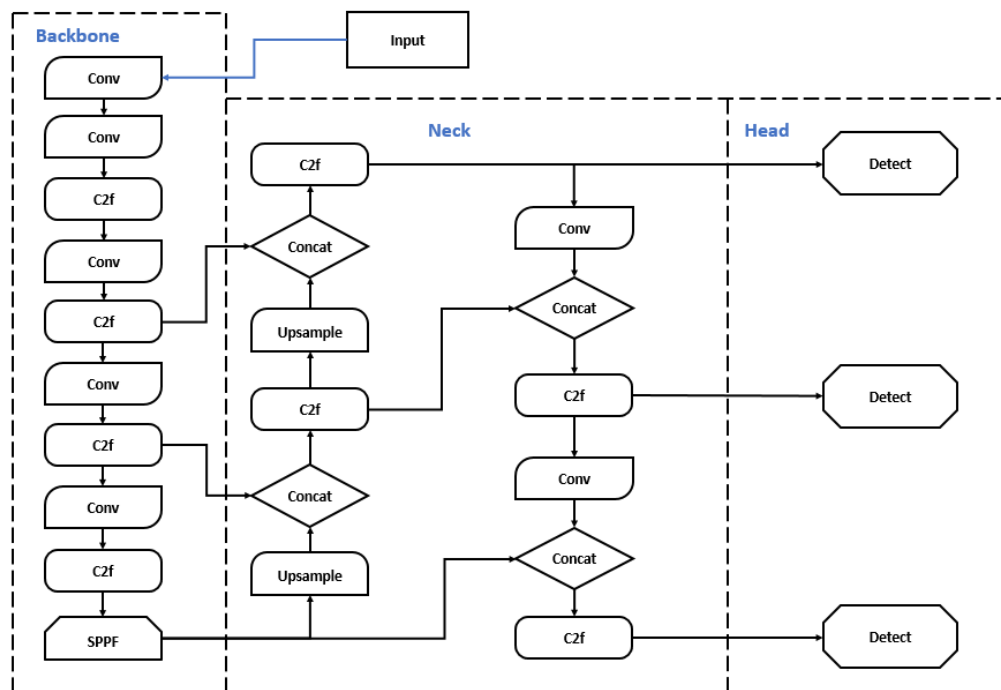 Backbone
Input
Conv
Conv
C2f
Conv
C2f
Conv
C2f
Conv
C2f
SPPF
Neck
C2f
Concat
Upsample
C2f
Concat
Upsample
Conv
Concat
C2f
Conv
Concat
C2f
Head
Detect
Detect
Detect